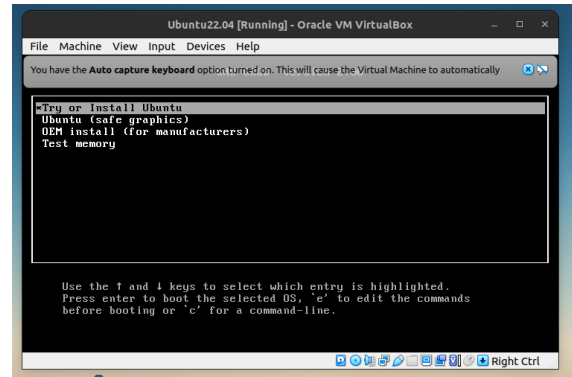 Ubuntu22.04 [Running] - Oracle VM VirtualBox
File Machine View Input Devices Help
You have the Auto capture keyboard option turned on. This will cause the Virtual Machine to automatically
*Try or Install Ubuntu
Ubuntu (safe graphics)
OEM install (for manufacturers)
Test memory
Use the ↑ and ↓ keys to select which entry is highlighted.
Press enter to boot the selected OS, `e' to edit the commands
before booting or `c' for a command-line.
Right Ctrl